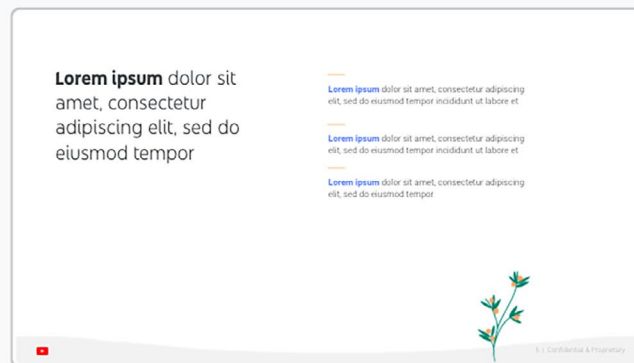 Lorem ipsum dolor sit
amet, consectetur
adipiscing elit, sed do
eiusmod tempor
Lorem ipsum dolor sit amet, consectetur adipiscing
elit, sed do eiusmod tempor incididunt ut labore et
Lorem ipsum dolor sit amet, consectetur adipiscing
elit, sed do eiusmod tempor incididunt ut labore et
Lorem ipsum dolor sit amet, consectetur adipiscing
elit, sed do eiusmod tempor
| Confidential & Proprietary